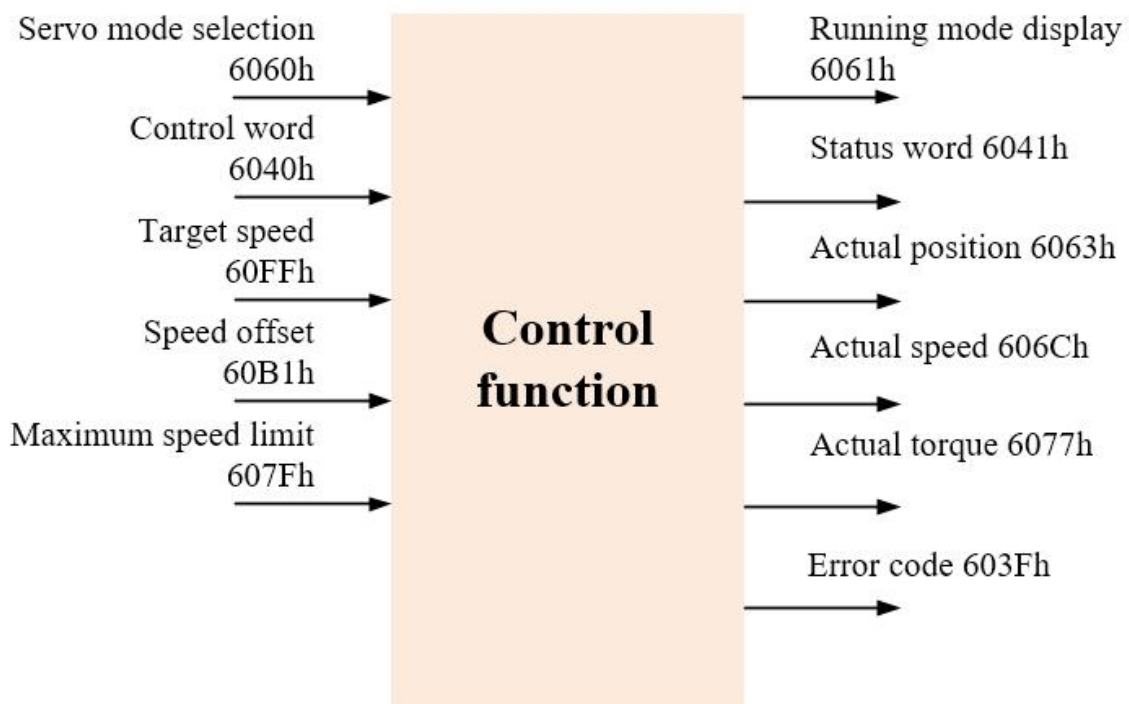 Servo mode selection
6060h
Control word
6040h
Target speed
60FFh
Speed offset
60B1h
Maximum speed limit
607Fh
Control
function
Running mode display
6061h
Status word 6041h
Actual position 6063h
Actual speed 606Ch
Actual torque 6077h
Error code 603Fh